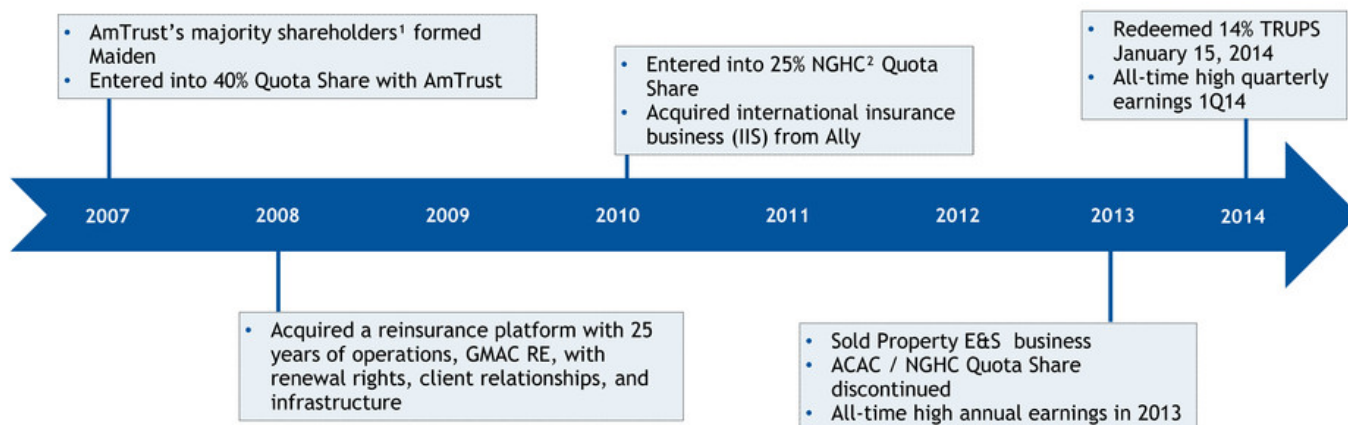 • AmTrust’s majority shareholders¹ formed
Maiden
• Entered into 40% Quota Share with AmTrust
• Entered into 25% NGHC² Quota
Share
• Acquired international insurance
business (IIS) from Ally
• Redeemed 14% TRUPS
January 15, 2014
• All-time high quarterly
earnings 1Q14
2007 2008 2009 2010 2011 2012 2013 2014
• Acquired a reinsurance platform with 25
years of operations, GMAC RE, with
renewal rights, client relationships, and
infrastructure
• Sold Property E&S business
• ACAC / NGHC Quota Share
discontinued
• All-time high annual earnings in 2013